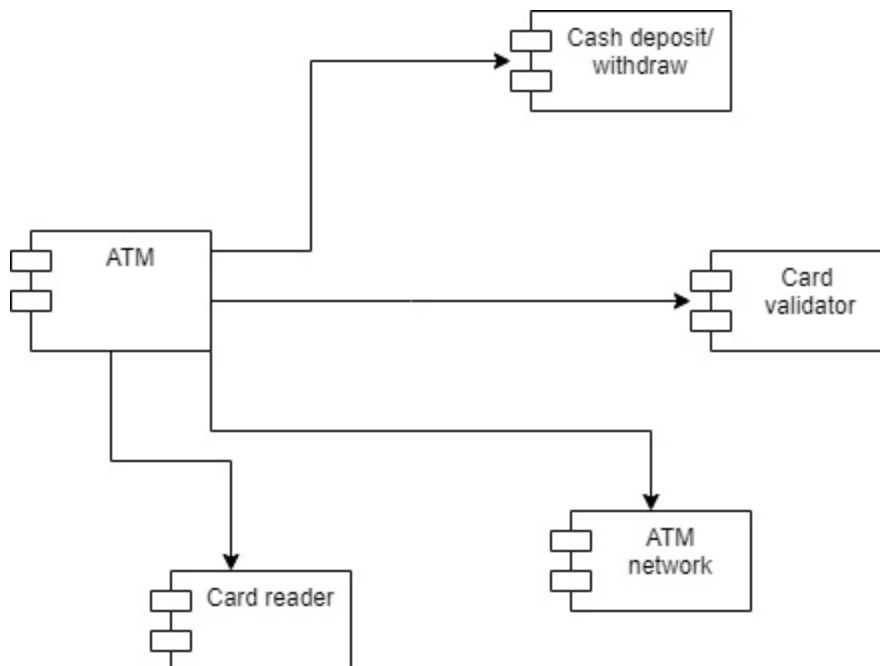 Cash deposit/
withdraw
ATM
Card
validator
ATM
network
Card reader